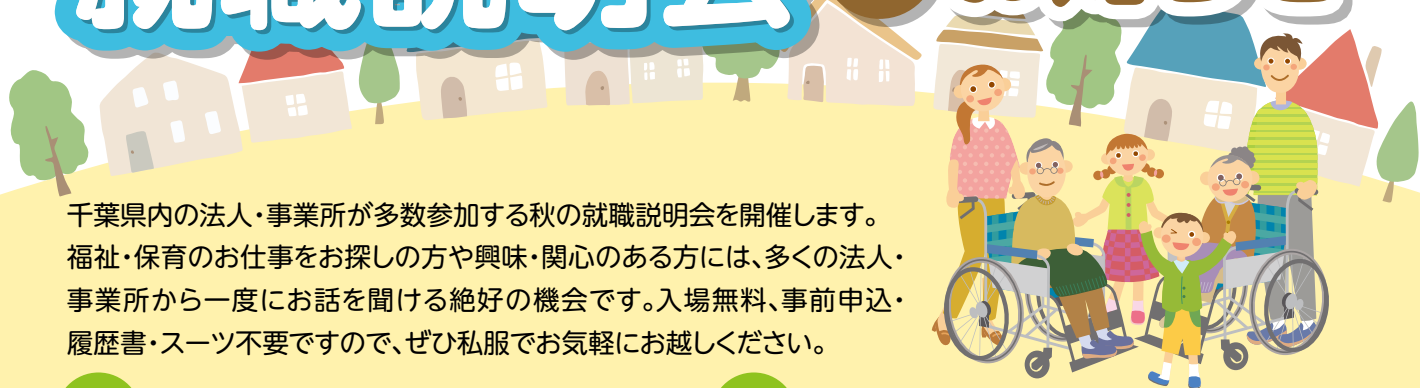 就職説明会
千葉県内の法人・事業所が多数参加する秋の就職説明会を開催します。
福祉・保育のお仕事をお探しの方や興味・関心のある方には、多くの法人・
事業所から一度にお話を聞ける絶好の機会です。入場無料、事前申込・
履歴書・スーツ不要ですので、ぜひ私服でお気軽にお越しください。